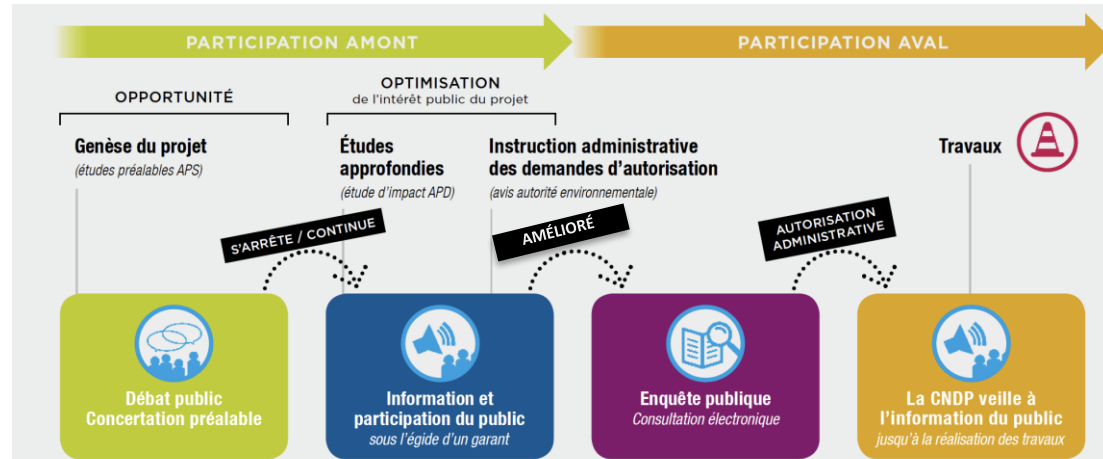 PARTICIPATION AMONT
PARTICIPATION AVAL
OPPORTUNITÉ
OPTIMISATION
de l'intérêt public du projet
Genèse du projet
(études préalables APS)
Études
approfondies
(étude d'impact APD)
Instruction administrative
des demandes d'autorisation
(avis autorité environnementale)
Travaux
S'ARRÊTE / CONTINUE
AMÉLIORÉ
AUTORISATION
ADMINISTRATIVE
Débat public
Concertation préalable
Information et
participation du public
sous l'égide d'un garant
Enquête publique
Consultation électronique
La CNDP veille à
l'information du public
jusqu'à la réalisation des travaux